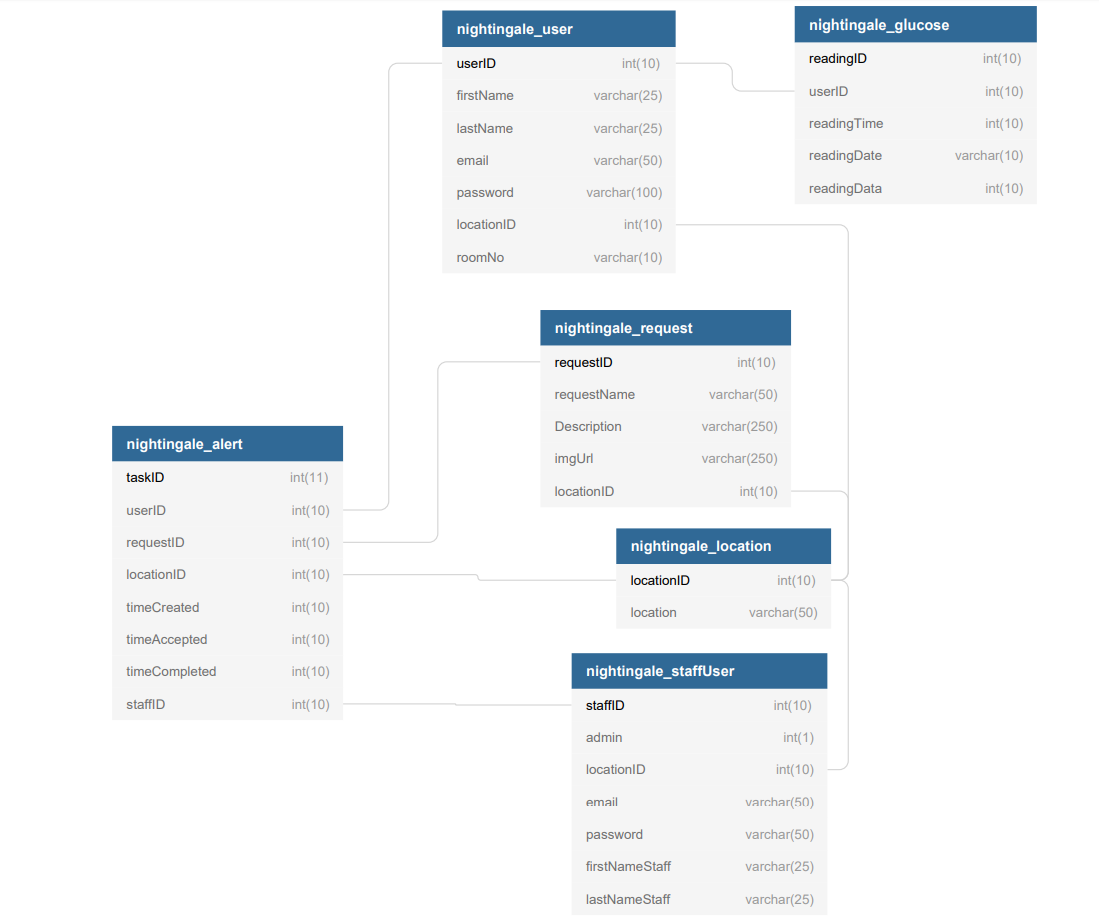 nightingale_user
userID int(10)
firstName varchar(25)
lastName varchar(25)
email varchar(50)
password varchar(100)
locationID int(10)
roomNo varchar(10)
nightingale_glucose
readingID int(10)
userID int(10)
readingTime int(10)
readingDate varchar(10)
readingData int(10)
nightingale_request
requestID int(10)
requestName varchar(50)
Description varchar(250)
imgUrl varchar(250)
locationID int(10)
nightingale_alert
taskID int(11)
userID int(10)
requestID int(10)
locationID int(10)
timeCreated int(10)
timeAccepted int(10)
timeCompleted int(10)
staffID int(10)
nightingale_location
locationID int(10)
location varchar(50)
nightingale_staffUser
staffID int(10)
admin int(1)
locationID int(10)
email varchar(50)
password varchar(50)
firstNameStaff varchar(25)
lastNameStaff varchar(25)